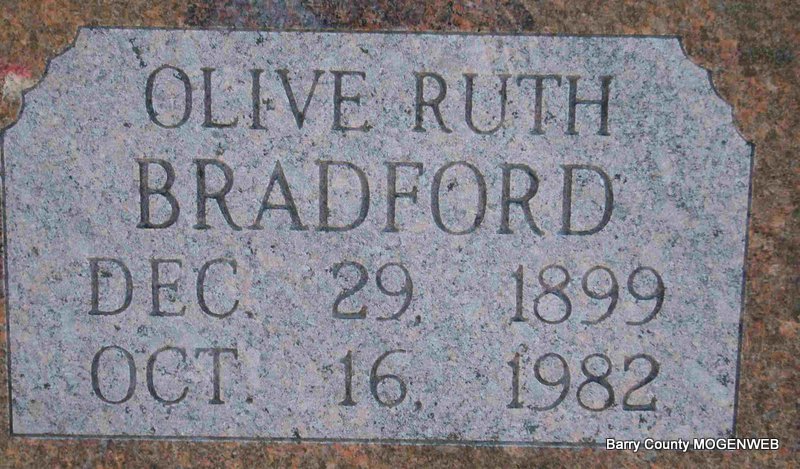 OLIVE RUTH
BRADFORD
DEC. 29, 1899
OCT. 16, 1982
Barry County MOGENWEB